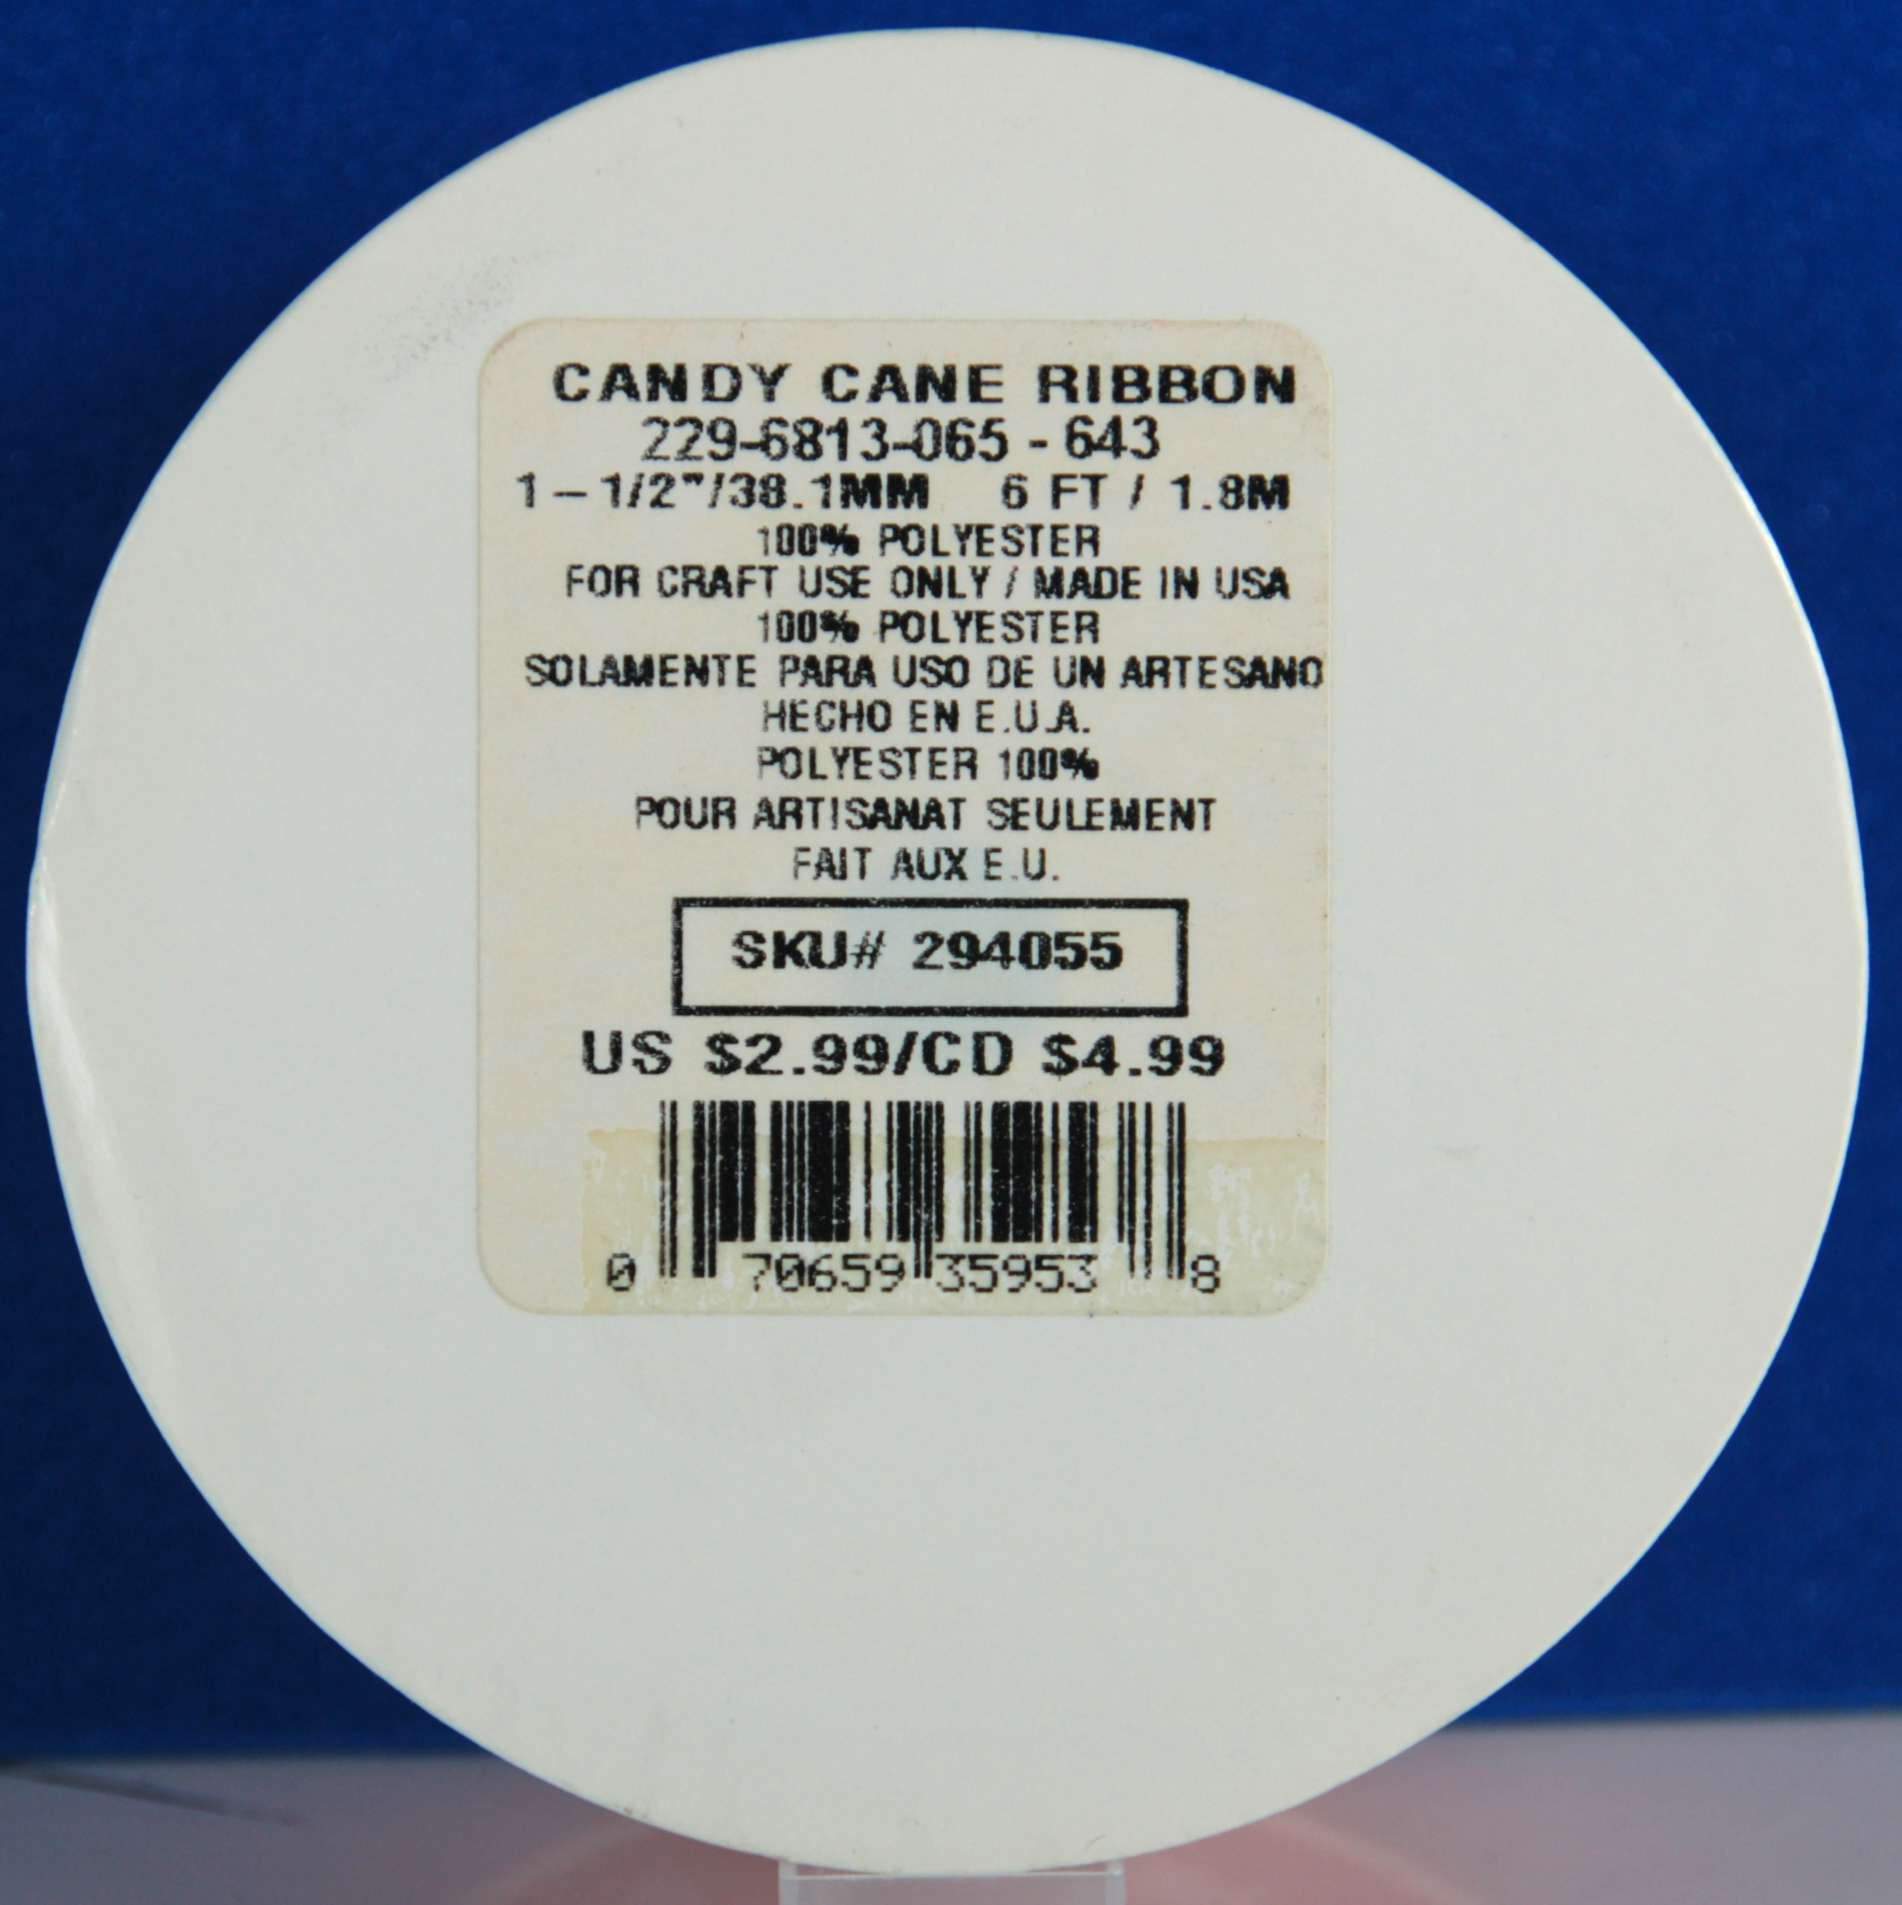 CANDY CANE RIBBON
229-6813-065 - 643
1 – 1/2"/38.1MM 6 FT / 1.8M
100% POLYESTER
FOR CRAFT USE ONLY / MADE IN USA
100% POLYESTER
SOLAMENTE PARA USO DE UN ARTESANO
HECHO EN E.U.A.
POLYESTER 100%
POUR ARTISANAT SEULEMENT
FAIT AUX E.U.
SKU# 294055
US $2.99/CD $4.99
0 70659 35953 8